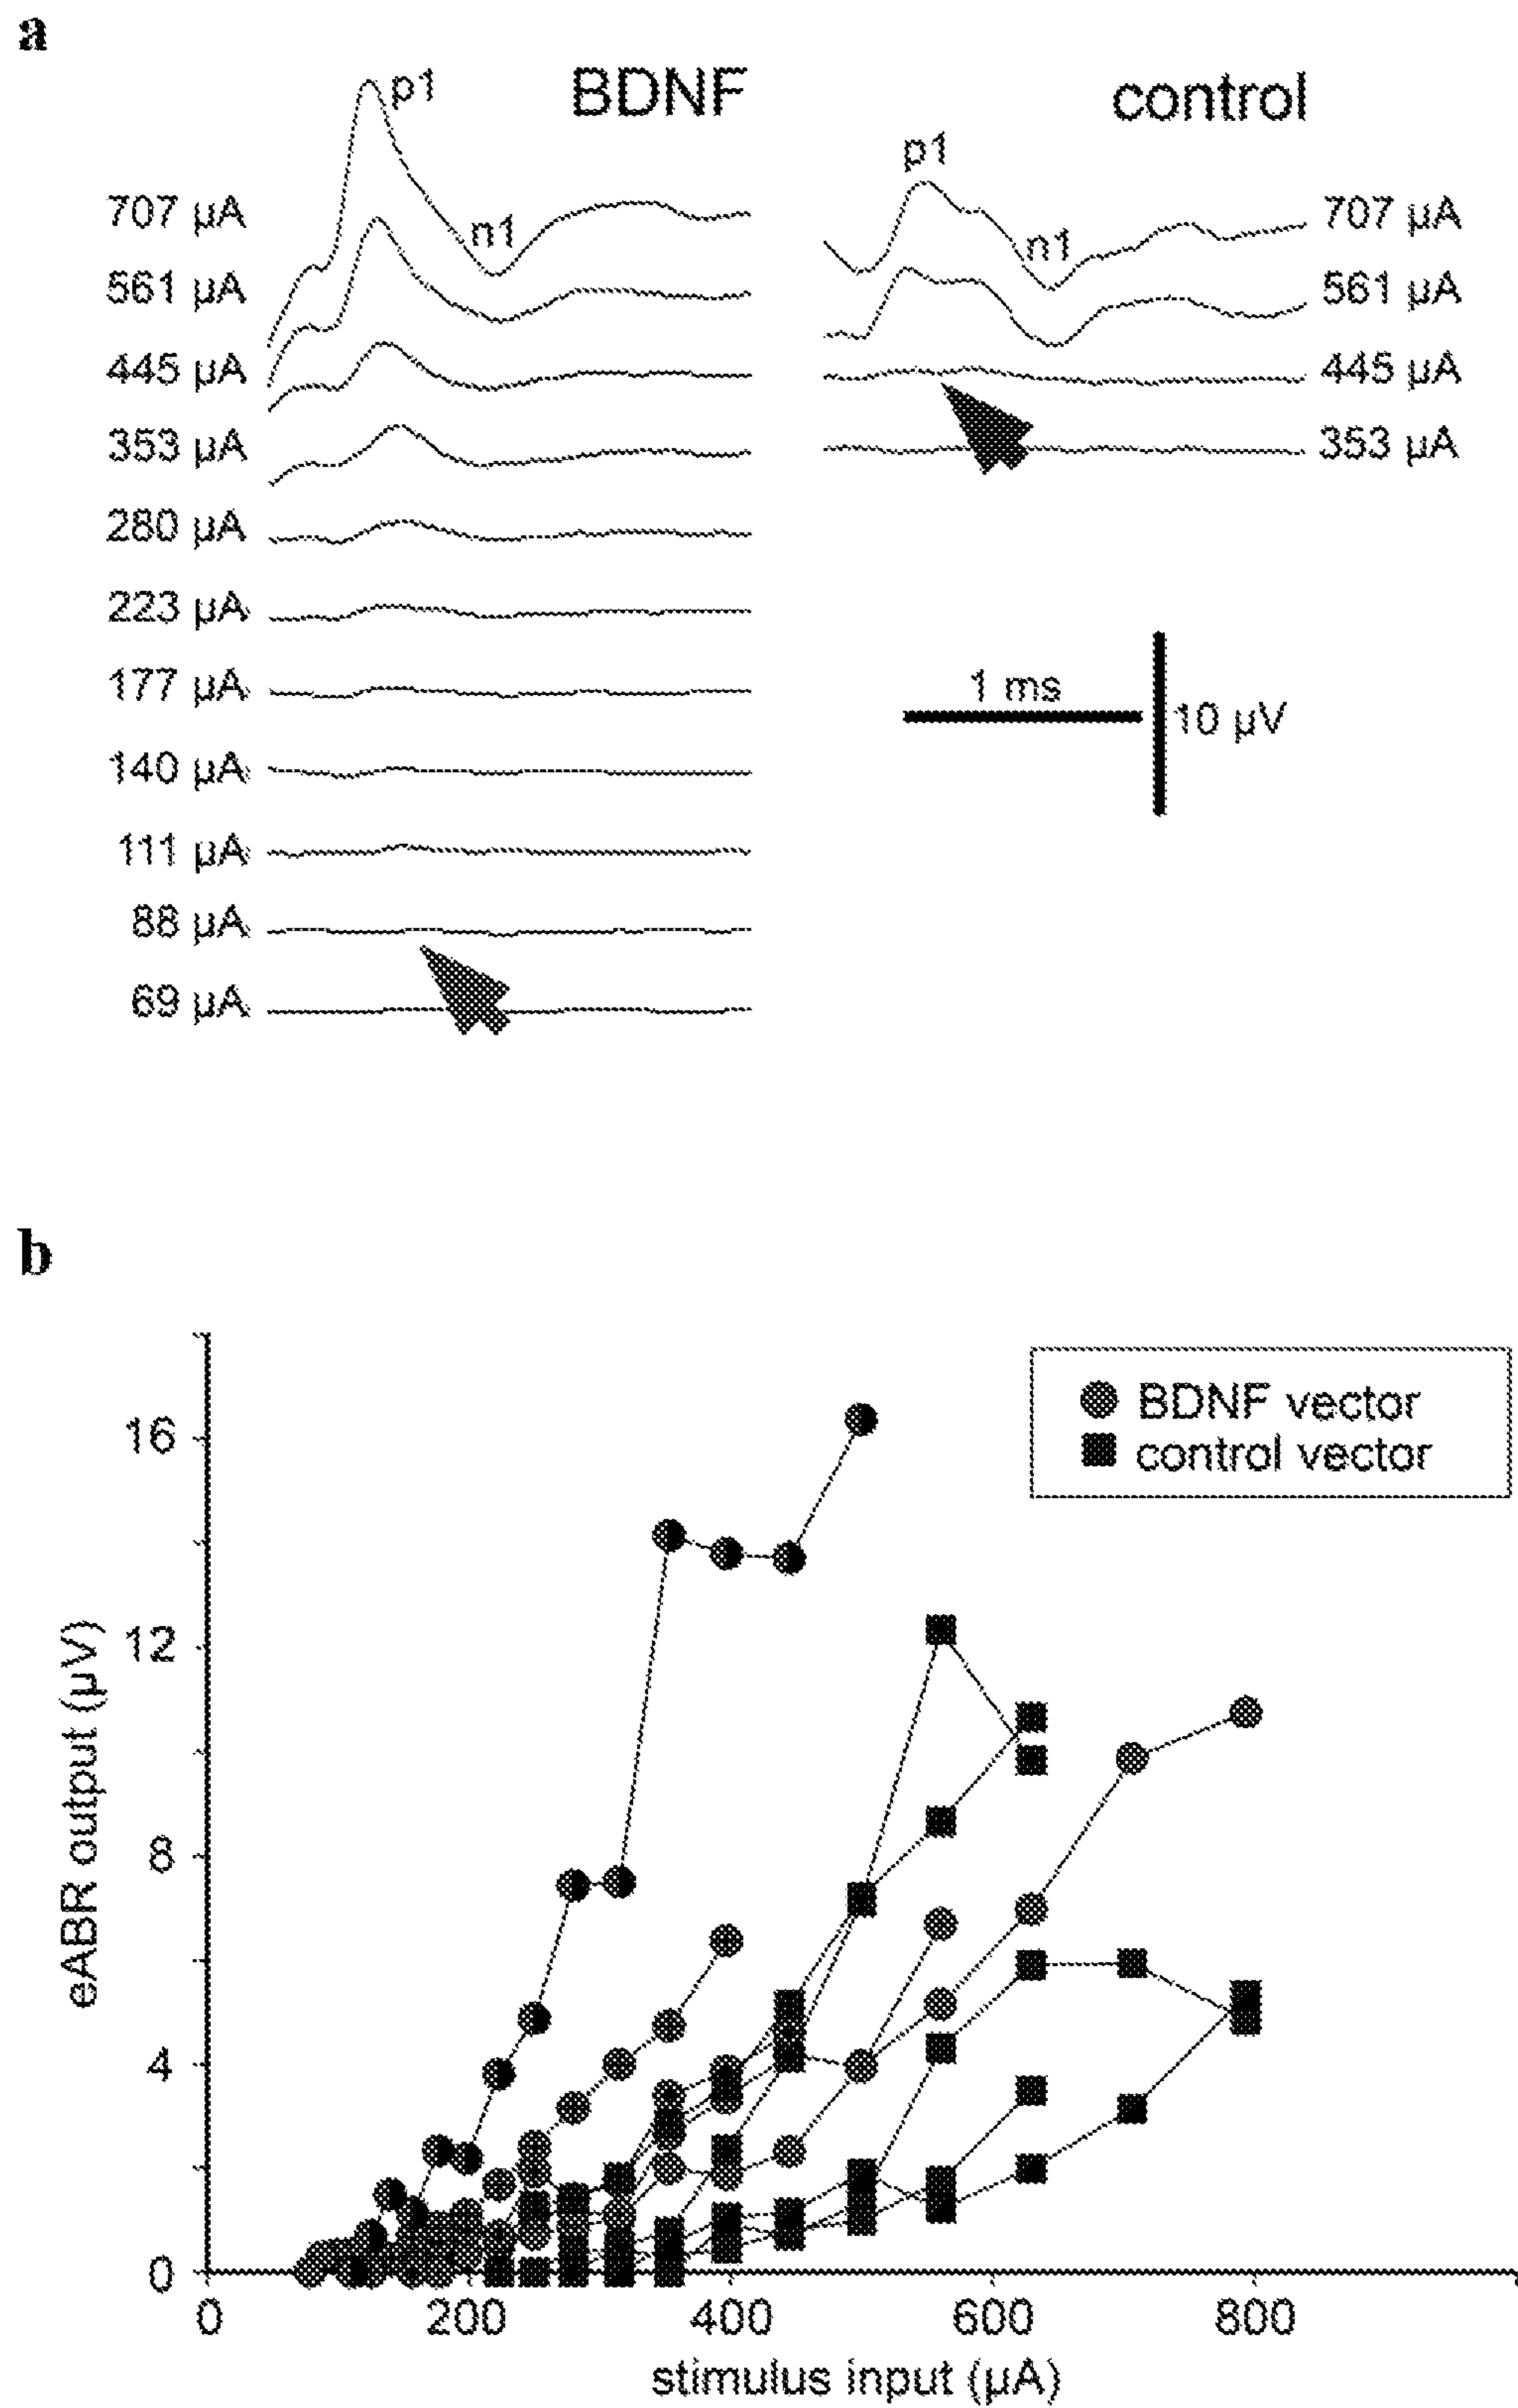 a
BDNF
control
p1
n1
p1
n1
707 µA
561 µA
445 µA
353 µA
280 µA
223 µA
177 µA
140 µA
111 µA
88 µA
69 µA
707 µA
561 µA
445 µA
353 µA
1 ms
10 µV
b
BDNF vector
control vector
eABR output (µV)
16
12
8
4
0
0 200 400 600 800
stimulus input (µA)